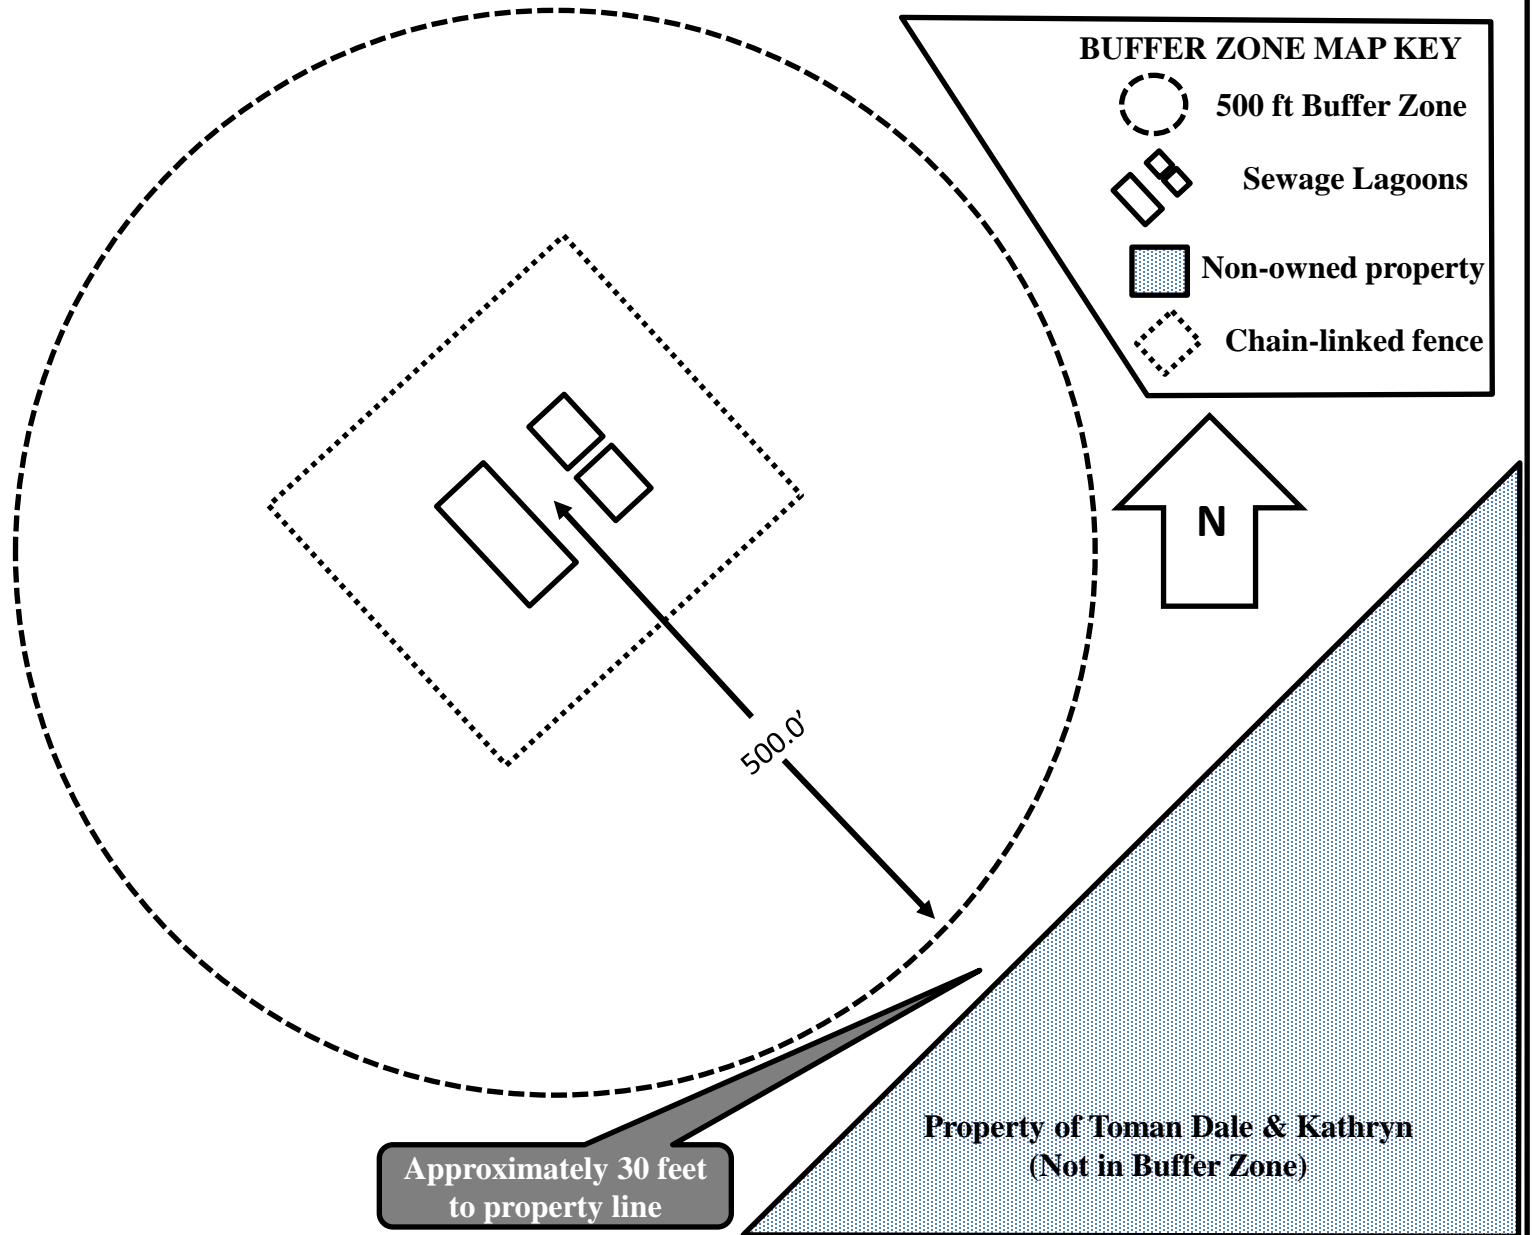 BUFFER ZONE MAP KEY
500 ft Buffer Zone
Sewage Lagoons
Non-owned property
Chain-linked fence
N
500.0’
Property of Toman Dale & Kathryn
(Not in Buffer Zone)
Approximately 30 feet
to property line